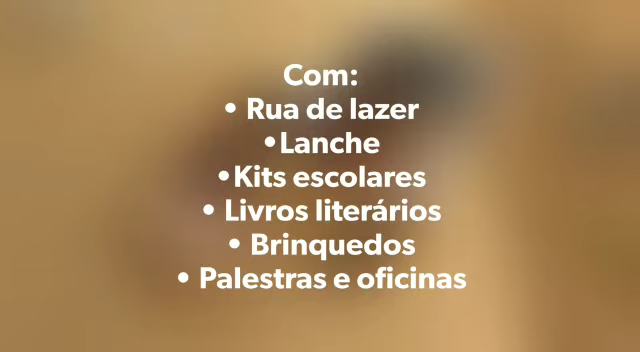 Com:
• Rua de lazer
•Lanche
•Kits escolares
• Livros literários
• Brinquedos
• Palestras e oficinas